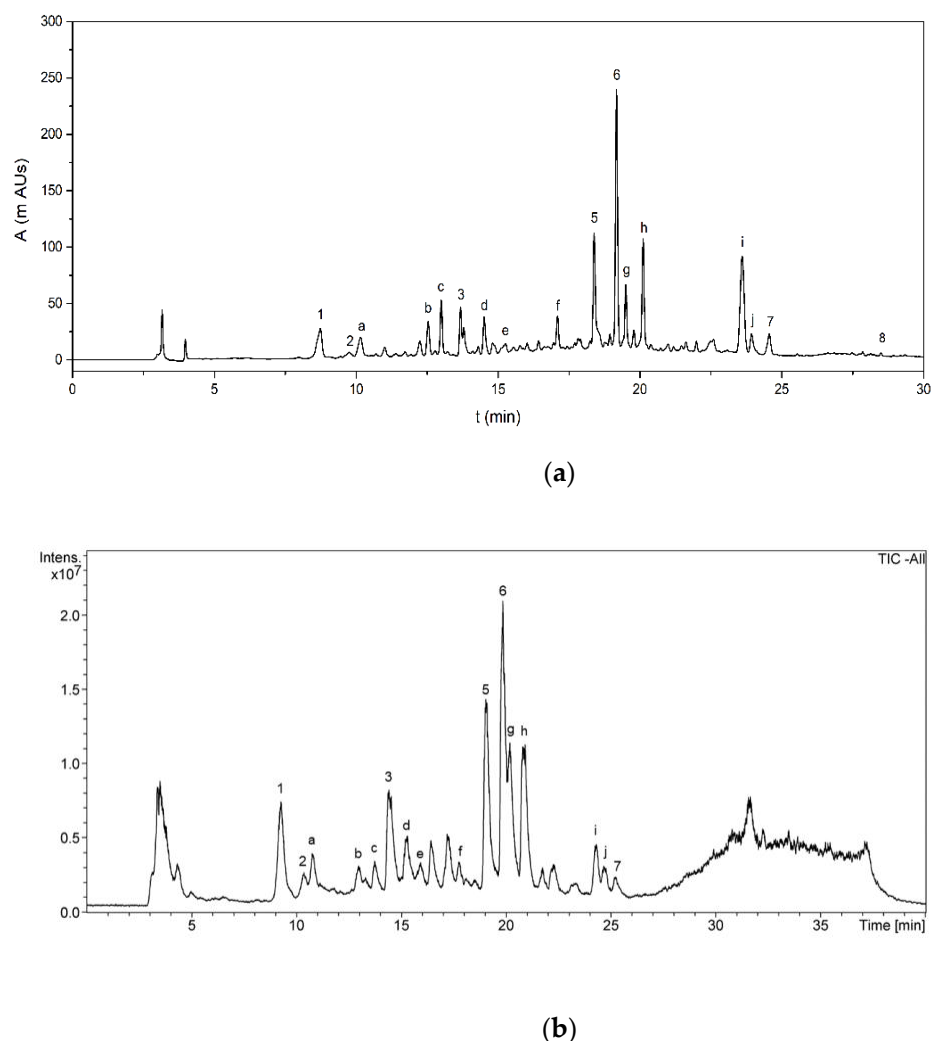 300
250
200
150
100
50
0
A (m AUs)
1
2
a
b
c
3
d
e
f
5
6
g
h
i
j
7
8
0
5
10
15
20
25
30
t (min)
(a)
Intens.
x10⁷
TIC -All
2.0
1.5
1.0
0.5
0.0
1
2
a
b
c
3
d
e
f
5
6
g
h
i
j
7
5
10
15
20
25
30
35
Time [min]
(b)